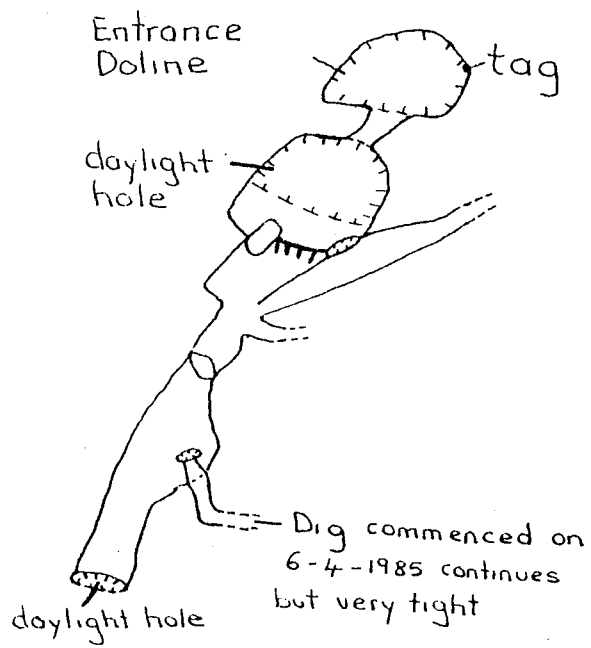 Entrance
Doline
tag
daylight
hole
Dig commenced on
6-4-1985 continues
but very tight
daylight hole